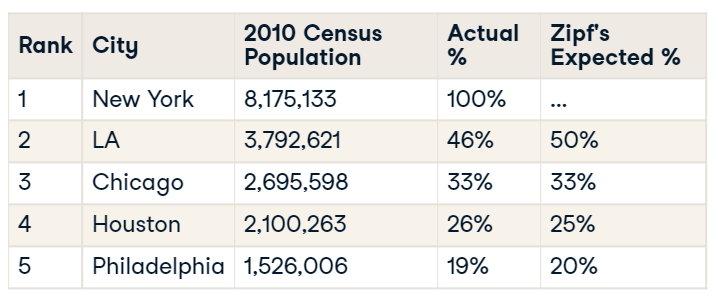 Rank City 2010 Census Population Actual % Zipf's Expected %
1 New York 8,175,133 100% ...
2 LA 3,792,621 46% 50%
3 Chicago 2,695,598 33% 33%
4 Houston 2,100,263 26% 25%
5 Philadelphia 1,526,006 19% 20%